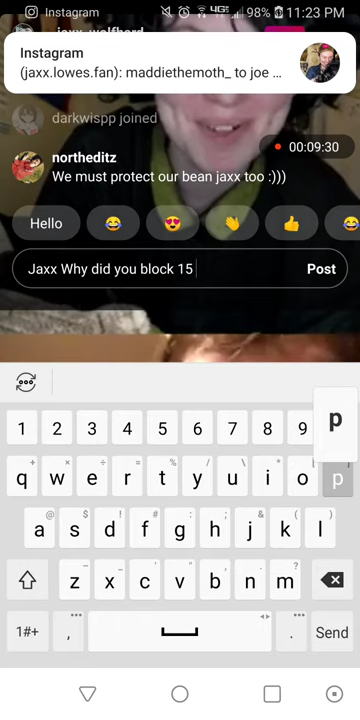 Instagram
4G 98% 11:23 PM
Instagram
(jaxx.lowes.fan): maddiethemoth_ to joe ...
darkwispp joined
00:09:30
northeditz
We must protect our bean jaxx too :)))
Hello
Jaxx Why did you block 15
Post
p
1 2 3 4 5 6 7 8 9
q w e r t y u i o p
a s d f g h j k l
z x c v b n m
1#+ , . Send